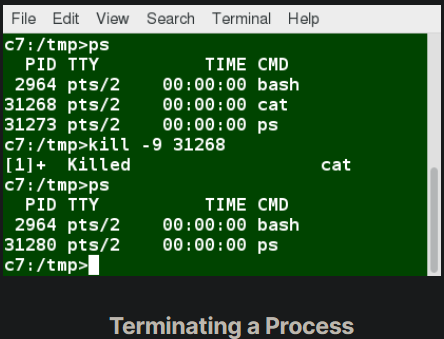 File Edit View Search Terminal Help
c7:/tmp>ps
  PID TTY          TIME CMD
 2964 pts/2    00:00:00 bash
31268 pts/2    00:00:00 cat
31273 pts/2    00:00:00 ps
c7:/tmp>kill -9 31268
[1]+  Killed                  cat
c7:/tmp>ps
  PID TTY          TIME CMD
 2964 pts/2    00:00:00 bash
31280 pts/2    00:00:00 ps
c7:/tmp>
Terminating a Process